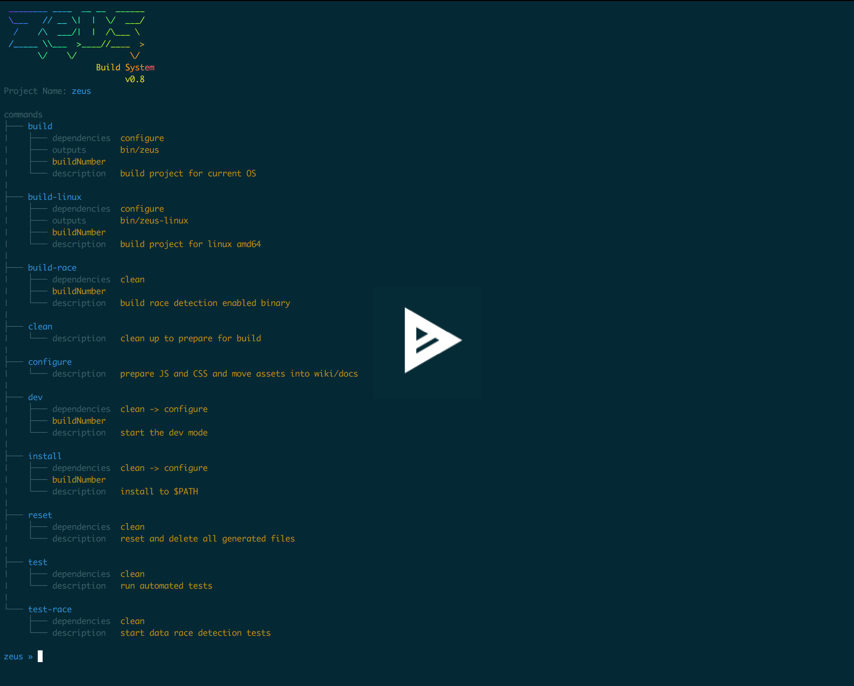 Build System
v0.8
Project Name: zeus
commands
├── build
|   ├── dependencies  configure
|   ├── outputs       bin/zeus
|   ├── buildNumber
|   └── description   build project for current OS
|
├── build-linux
|   ├── dependencies  configure
|   ├── outputs       bin/zeus-linux
|   ├── buildNumber
|   └── description   build project for linux amd64
|
├── build-race
|   ├── dependencies  clean
|   ├── buildNumber
|   └── description   build race detection enabled binary
|
├── clean
|   └── description   clean up to prepare for build
|
├── configure
|   └── description   prepare JS and CSS and move assets into wiki/docs
|
├── dev
|   ├── dependencies  clean -> configure
|   ├── buildNumber
|   └── description   start the dev mode
|
├── install
|   ├── dependencies  clean -> configure
|   ├── buildNumber
|   └── description   install to $PATH
|
├── reset
|   ├── dependencies  clean
|   └── description   reset and delete all generated files
|
├── test
|   ├── dependencies  clean
|   └── description   run automated tests
|
└── test-race
    ├── dependencies  clean
    └── description   start data race detection tests
zeus »